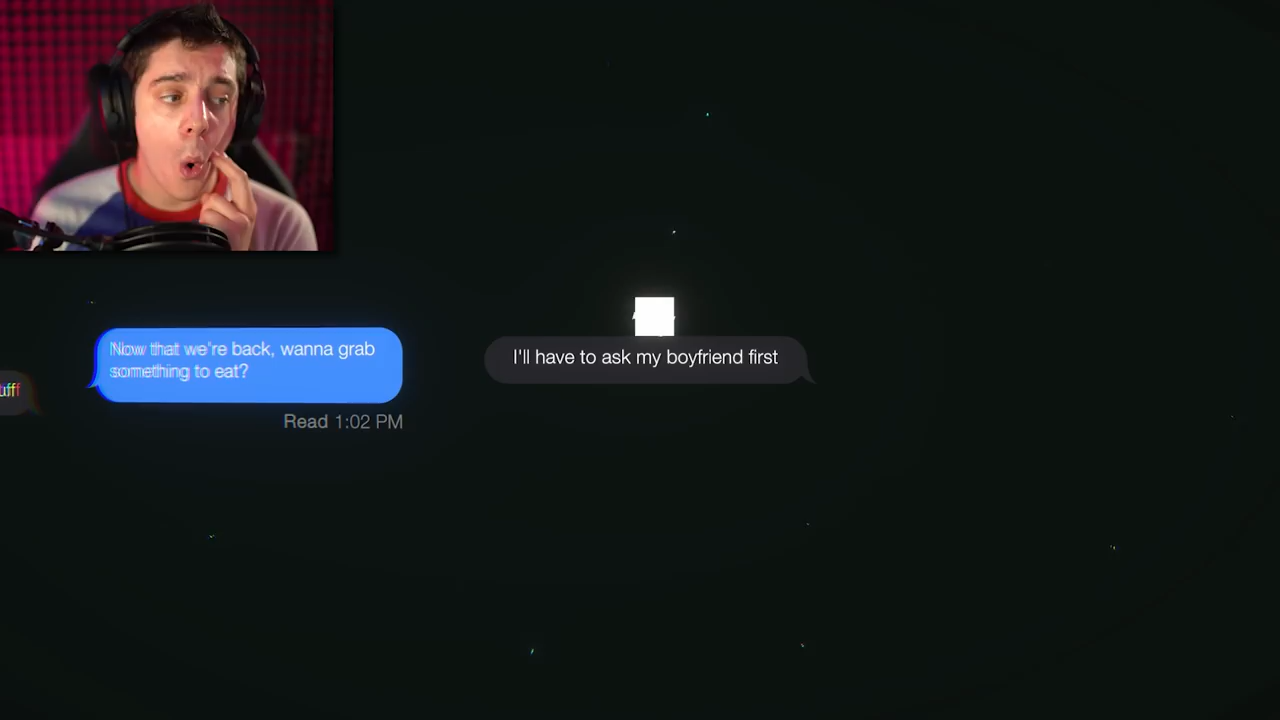 Now that we're back, wanna grab
something to eat?
Read 1:02 PM
I'll have to ask my boyfriend first